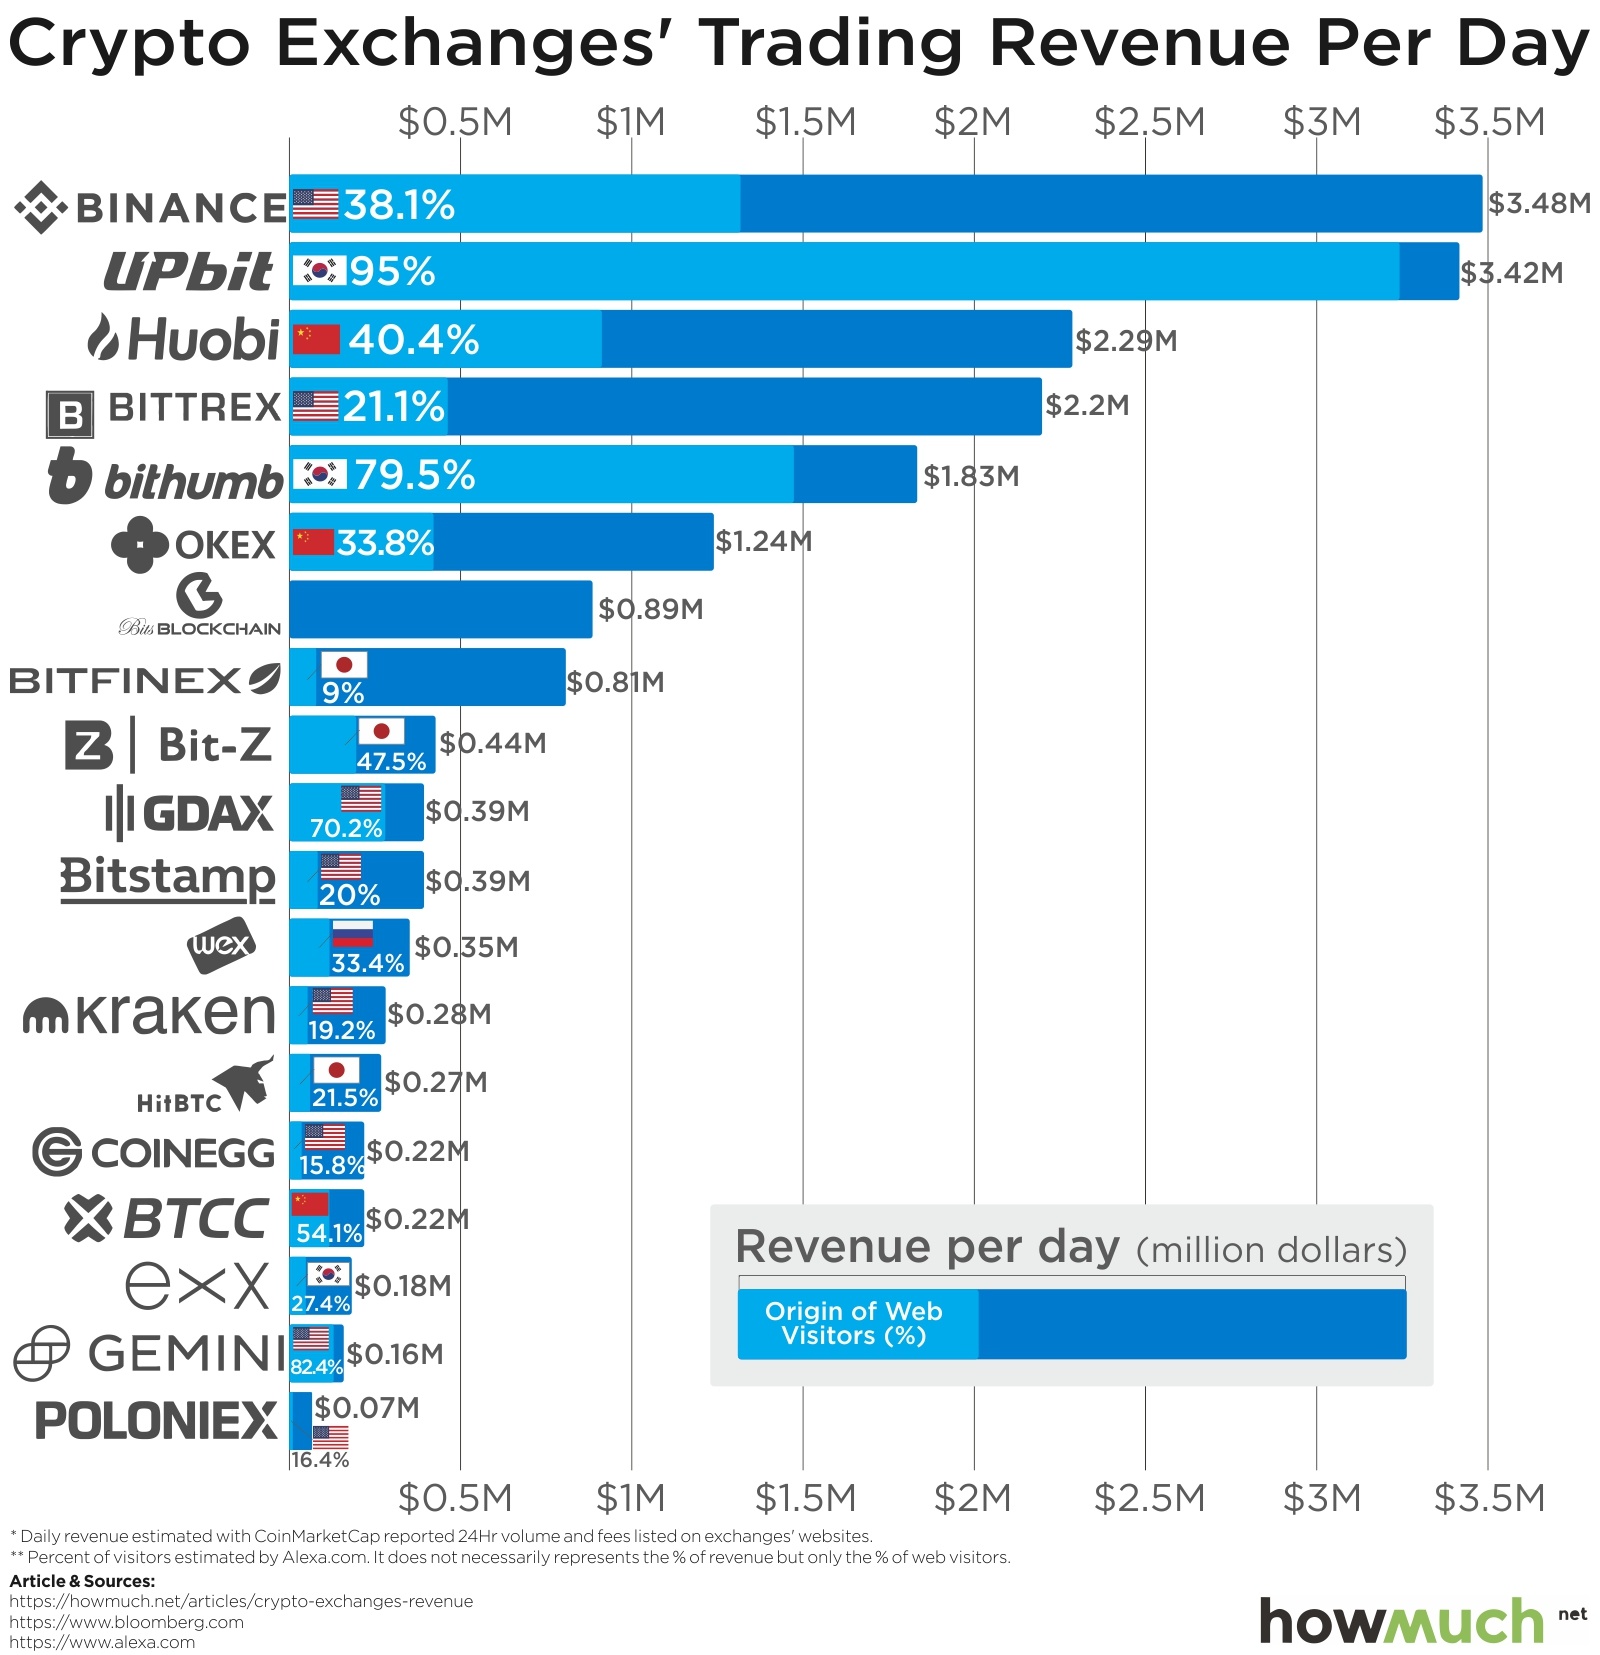 Crypto Exchanges' Trading Revenue Per Day
$0.5M $1M $1.5M $2M $2.5M $3M $3.5M
BINANCE 38.1% $3.48M
UPbit 95% $3.42M
Huobi 40.4% $2.29M
B BITTREX 21.1% $2.2M
b bithumb 79.5% $1.83M
OKEX 33.8% $1.24M
Bits BLOCKCHAIN $0.89M
BITFINEX 9% $0.81M
Z Bit-Z 47.5% $0.44M
GDAX 70.2% $0.39M
Bitstamp 20% $0.39M
wex 33.4% $0.35M
kraken 19.2% $0.28M
HitBTC 21.5% $0.27M
COINEGG 15.8% $0.22M
BTCC 54.1% $0.22M
exx 27.4% $0.18M
GEMINI 82.4% $0.16M
POLONIEX 16.4% $0.07M
Revenue per day (million dollars)
Origin of Web
Visitors (%)
$0.5M $1M $1.5M $2M $2.5M $3M $3.5M
* Daily revenue estimated with CoinMarketCap reported 24Hr volume and fees listed on exchanges' websites.
** Percent of visitors estimated by Alexa.com. It does not necessarily represents the % of revenue but only the % of web visitors.
Article & Sources:
https://howmuch.net/articles/crypto-exchanges-revenue
https://www.bloomberg.com
https://www.alexa.com
howmuch net